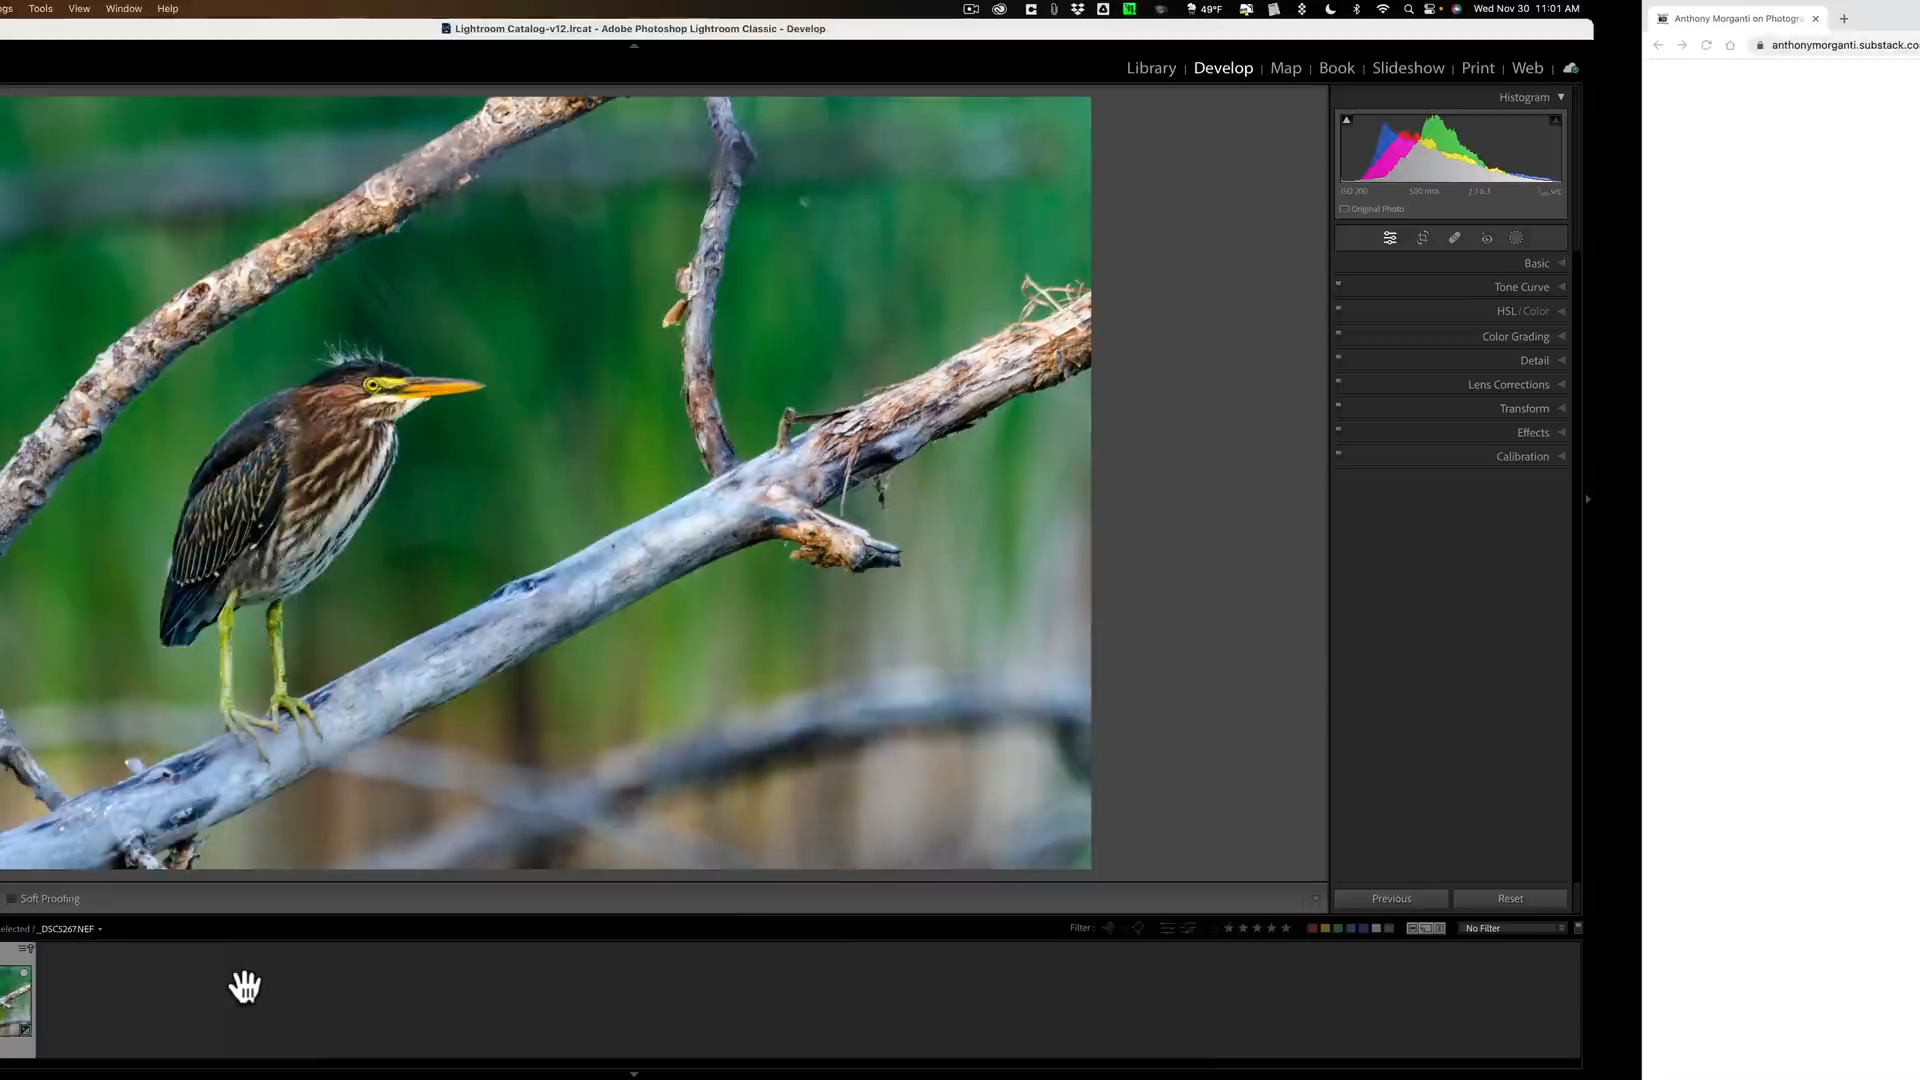 ngs Tools View Window Help 49°F Wed Nov 30 11:01 AM
Anthony Morganti on Photogr
Lightroom Catalog-v12.lrcat - Adobe Photoshop Lightroom Classic - Develop
anthonymorganti.substack.co
Library | Develop | Map | Book | Slideshow | Print | Web
Histogram
ISO 200 500 mm ƒ / 6.3 sec
Original Photo
Basic
Tone Curve
HSL / Color
Color Grading
Detail
Lens Corrections
Transform
Effects
Calibration
Soft Proofing
Previous Reset
elected / _DSC5267.NEF
Filter : No Filter